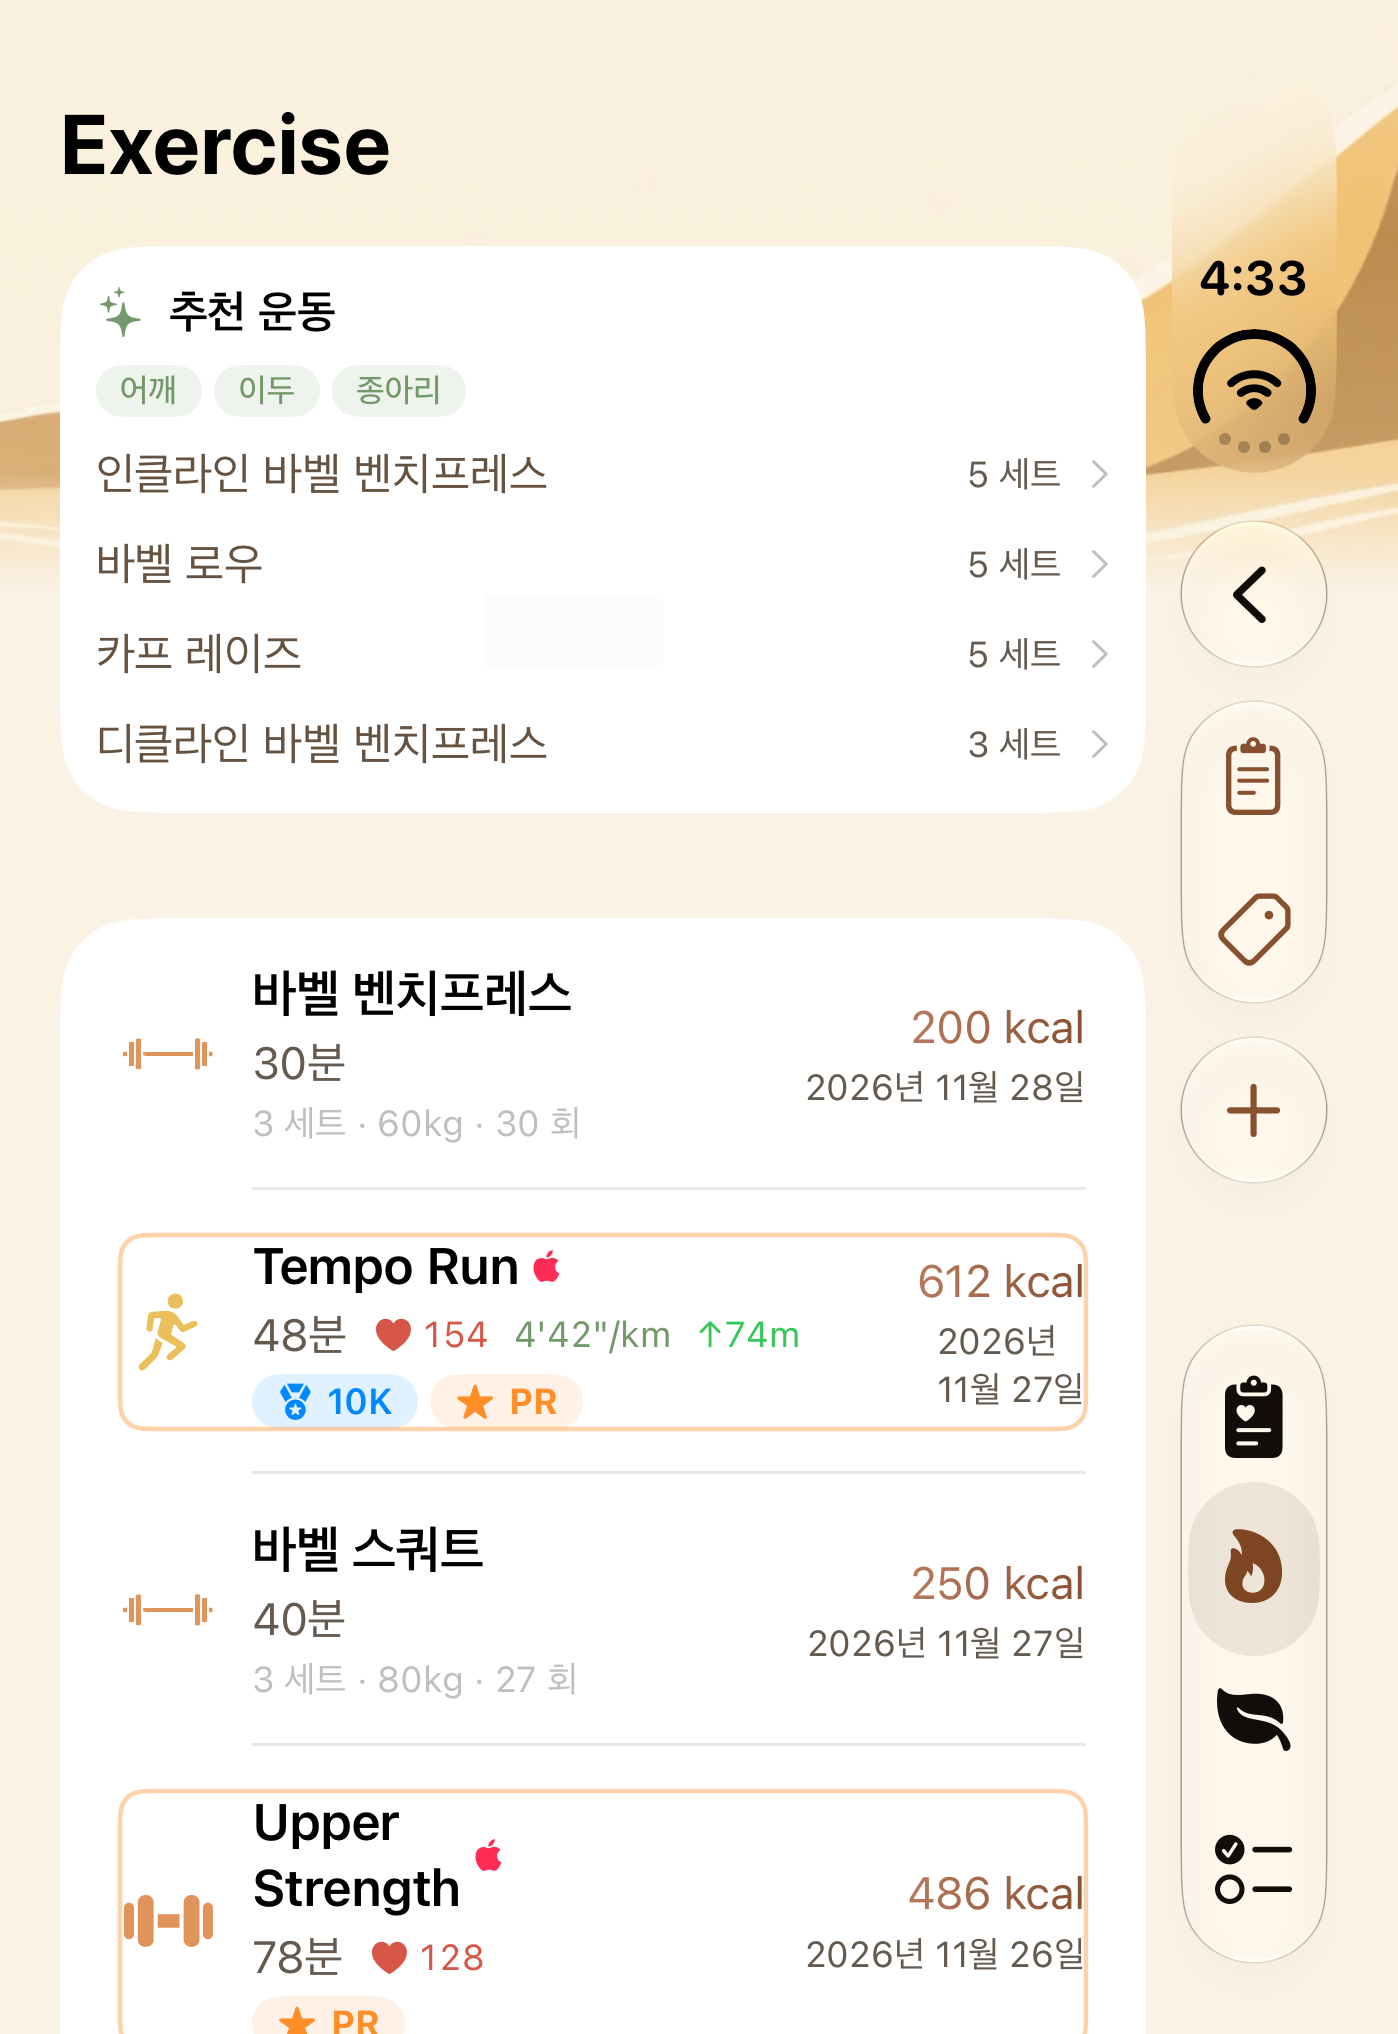 Exercise
4:33
추천 운동
어깨 이두 종아리
인클라인 바벨 벤치프레스 5 세트
바벨 로우 5 세트
카프 레이즈 5 세트
디클라인 바벨 벤치프레스 3 세트
바벨 벤치프레스
30분
3 세트 · 60kg · 30 회
200 kcal
2026년 11월 28일
Tempo Run
48분 154 4'42"/km ↑74m
10K PR
612 kcal
2026년
11월 27일
바벨 스쿼트
40분
3 세트 · 80kg · 27 회
250 kcal
2026년 11월 27일
Upper
Strength
78분 128
PR
486 kcal
2026년 11월 26일